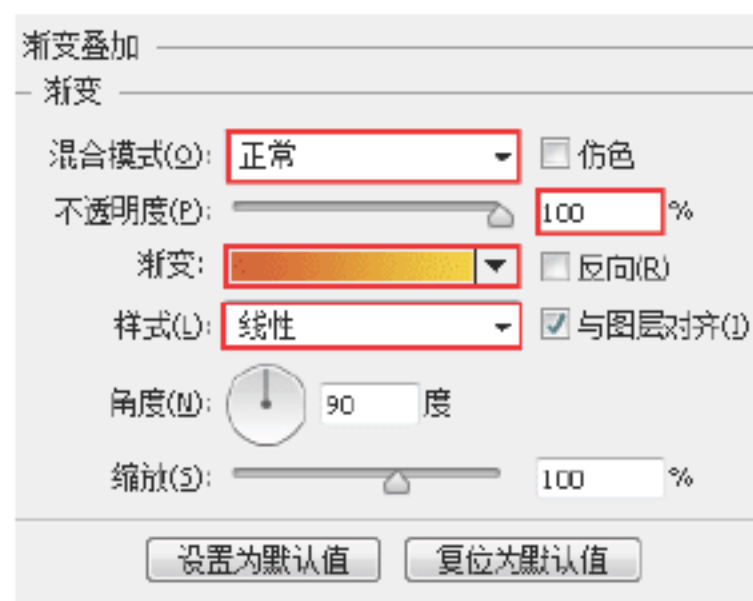 渐变叠加
渐变
混合模式(O): 正常 仿色
不透明度(P): 100 %
渐变: 反向(R)
样式(L): 线性 与图层对齐(I)
角度(N): 90 度
缩放(S): 100 %
设置为默认值 复位为默认值